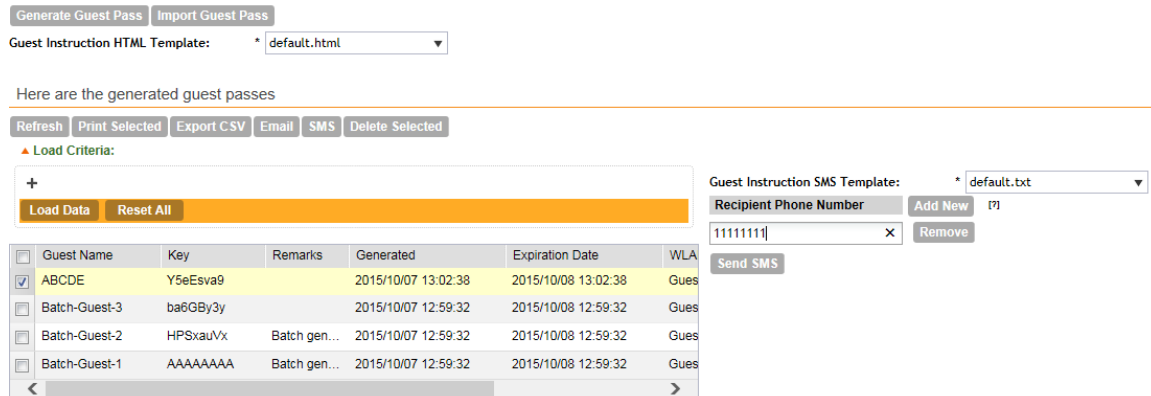 Generate Guest Pass Import Guest Pass
Guest Instruction HTML Template: * default.html
Here are the generated guest passes
Refresh Print Selected Export CSV Email SMS Delete Selected
Load Criteria:
+
Load Data Reset All
Guest Name Key Remarks Generated Expiration Date WLA
ABCDE Y5eEsva9 2015/10/07 13:02:38 2015/10/08 13:02:38 Gues
Batch-Guest-3 ba6GBy3y 2015/10/07 12:59:32 2015/10/08 12:59:32 Gues
Batch-Guest-2 HPSxauVx Batch gen... 2015/10/07 12:59:32 2015/10/08 12:59:32 Gues
Batch-Guest-1 AAAAAAAA Batch gen... 2015/10/07 12:59:32 2015/10/08 12:59:32 Gues
Guest Instruction SMS Template: * default.txt
Recipient Phone Number Add New [?]
11111111 × Remove
Send SMS